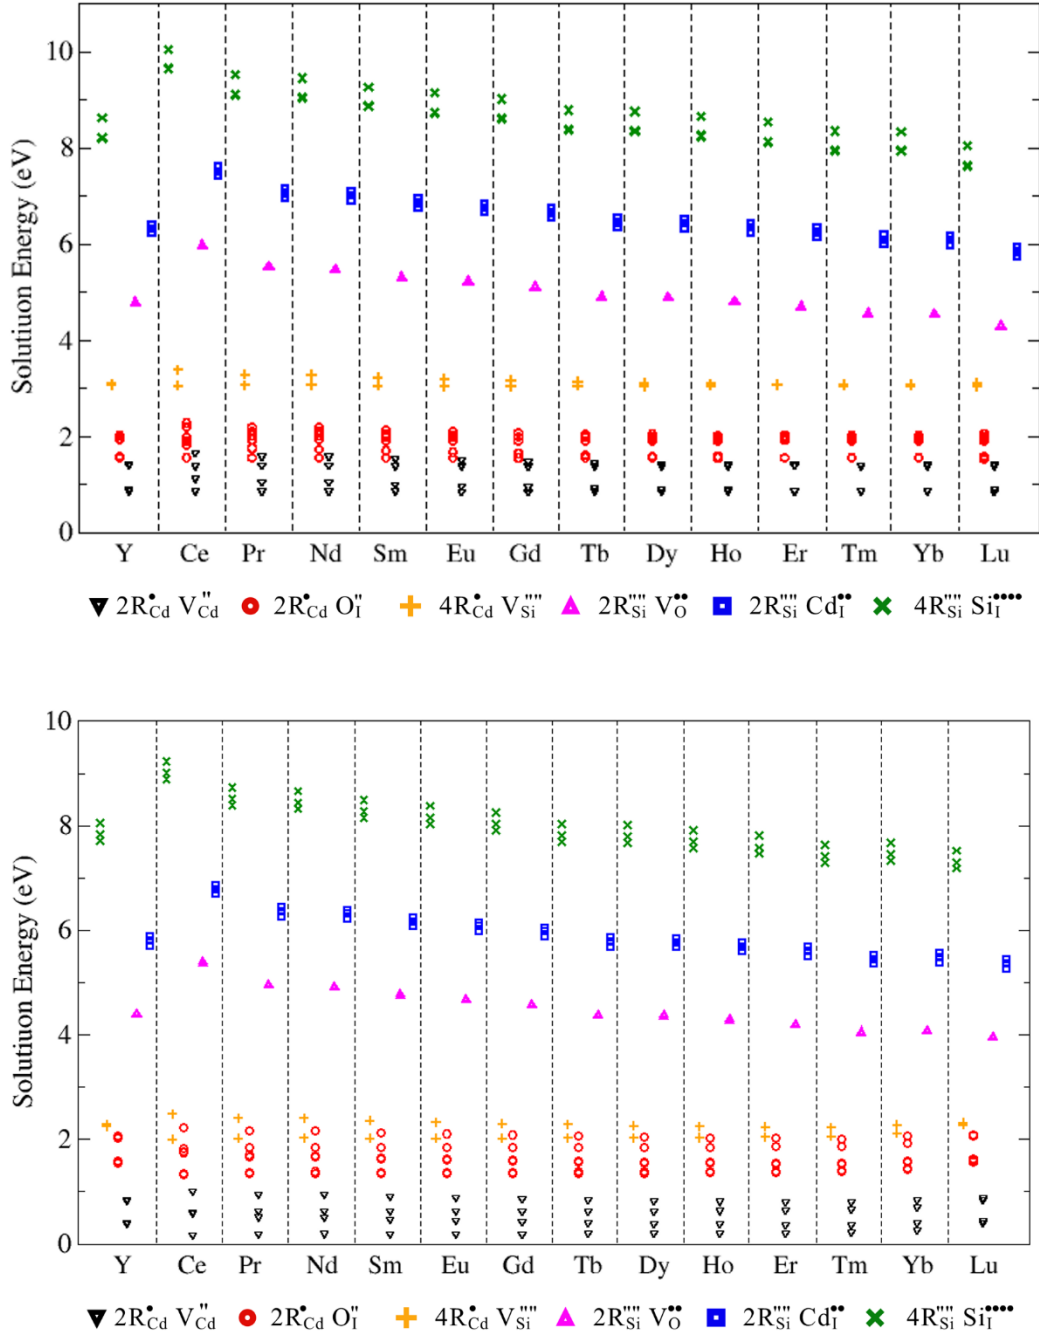 10
8
6
4
2
0
Solutiuon Energy (eV)
Y Ce Pr Nd Sm Eu Gd Tb Dy Ho Er Tm Yb Lu
2R•Cd V''Cd 2R•Cd O''I 4R•Cd V''''Si 2R''''Si V••O 2R''''Si Cd••I 4R''''Si Si••••I
10
8
6
4
2
0
Solutiuon Energy (eV)
Y Ce Pr Nd Sm Eu Gd Tb Dy Ho Er Tm Yb Lu
2R•Cd V''Cd 2R•Cd O''I 4R•Cd V''''Si 2R''''Si V••O 2R''''Si Cd••I 4R''''Si Si••••I